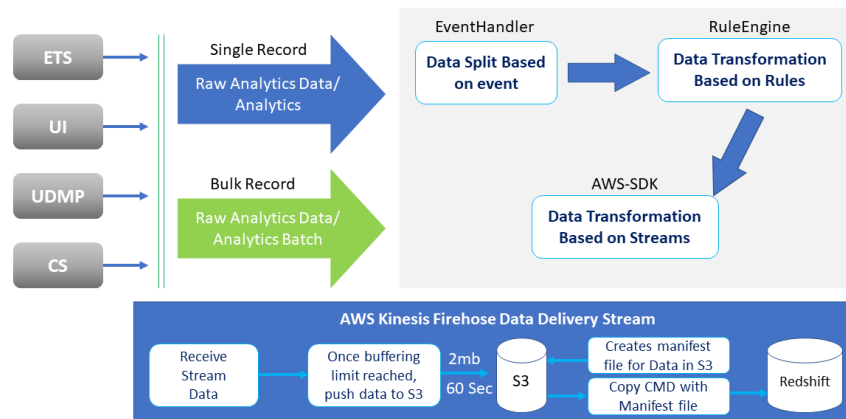 ETS
UI
UDMP
CS
Single Record
Raw Analytics Data/
Analytics
Bulk Record
Raw Analytics Data/
Analytics Batch
EventHandler
Data Split Based
on event
RuleEngine
Data Transformation
Based on Rules
AWS-SDK
Data Transformation
Based on Streams
AWS Kinesis Firehose Data Delivery Stream
Receive
Stream
Data
Once buffering
limit reached,
push data to S3
2mb
60 Sec
S3
Creates manifest
file for Data in S3
Copy CMD with
Manifest file
Redshift